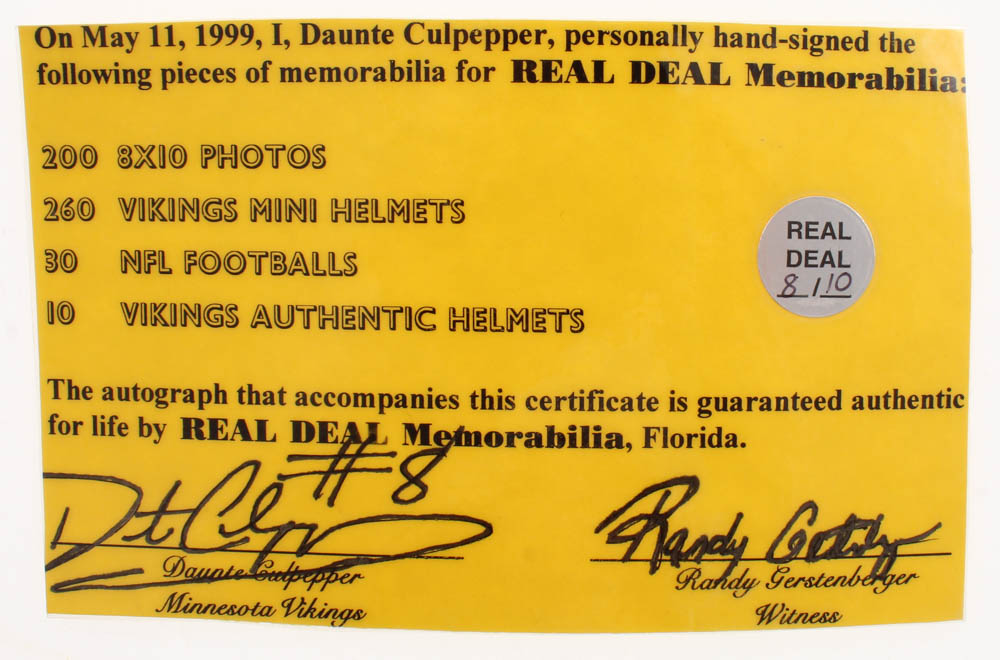 On May 11, 1999, I, Daunte Culpepper, personally hand-signed the
following pieces of memorabilia for REAL DEAL Memorabilia:
200 8X10 PHOTOS
260 VIKINGS MINI HELMETS
30 NFL FOOTBALLS
10 VIKINGS AUTHENTIC HELMETS
REAL
DEAL
8/10
The autograph that accompanies this certificate is guaranteed authentic
for life by REAL DEAL Memorabilia, Florida.
#8
Daunte Culpepper
Minnesota Vikings
Randy
Randy Gerstenberger
Witness